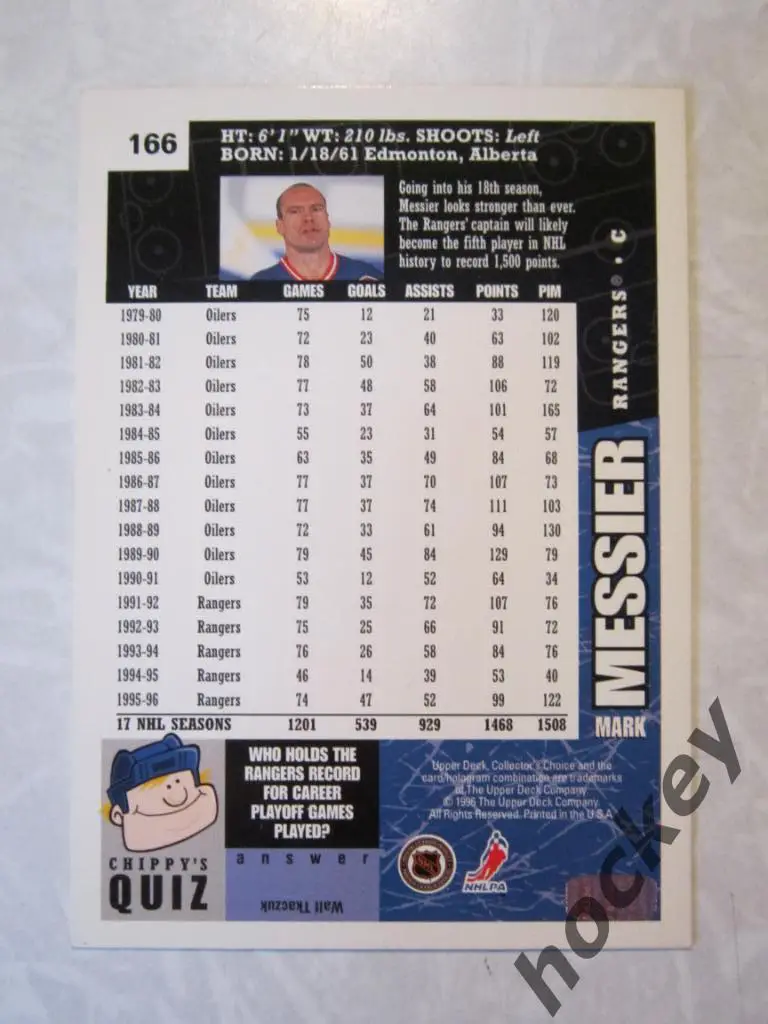 166
HT: 6'1" WT: 210 lbs. SHOOTS: Left
BORN: 1/18/61 Edmonton, Alberta
Going into his 18th season,
Messier looks stronger than ever.
The Rangers' captain will likely
become the fifth player in NHL
history to record 1,500 points.
RANGERS® • C
MARK MESSIER
YEAR TEAM GAMES GOALS ASSISTS POINTS PIM
1979-80 Oilers 75 12 21 33 120
1980-81 Oilers 72 23 40 63 102
1981-82 Oilers 78 50 38 88 119
1982-83 Oilers 77 48 58 106 72
1983-84 Oilers 73 37 64 101 165
1984-85 Oilers 55 23 31 54 57
1985-86 Oilers 63 35 49 84 68
1986-87 Oilers 77 37 70 107 73
1987-88 Oilers 77 37 74 111 103
1988-89 Oilers 72 33 61 94 130
1989-90 Oilers 79 45 84 129 79
1990-91 Oilers 53 12 52 64 34
1991-92 Rangers 79 35 72 107 76
1992-93 Rangers 75 25 66 91 72
1993-94 Rangers 76 26 58 84 76
1994-95 Rangers 46 14 39 53 40
1995-96 Rangers 74 47 52 99 122
17 NHL SEASONS 1201 539 929 1468 1508
CHIPPY'S
QUIZ
WHO HOLDS THE
RANGERS RECORD
FOR CAREER
PLAYOFF GAMES
PLAYED?
answer
Walt Tkaczuk
Upper Deck, Collector's Choice and the
card/hologram combination are trademarks
of The Upper Deck Company.
© 1996 The Upper Deck Company.
All Rights Reserved. Printed in the U.S.A.
NHL
NHLPA
hockey